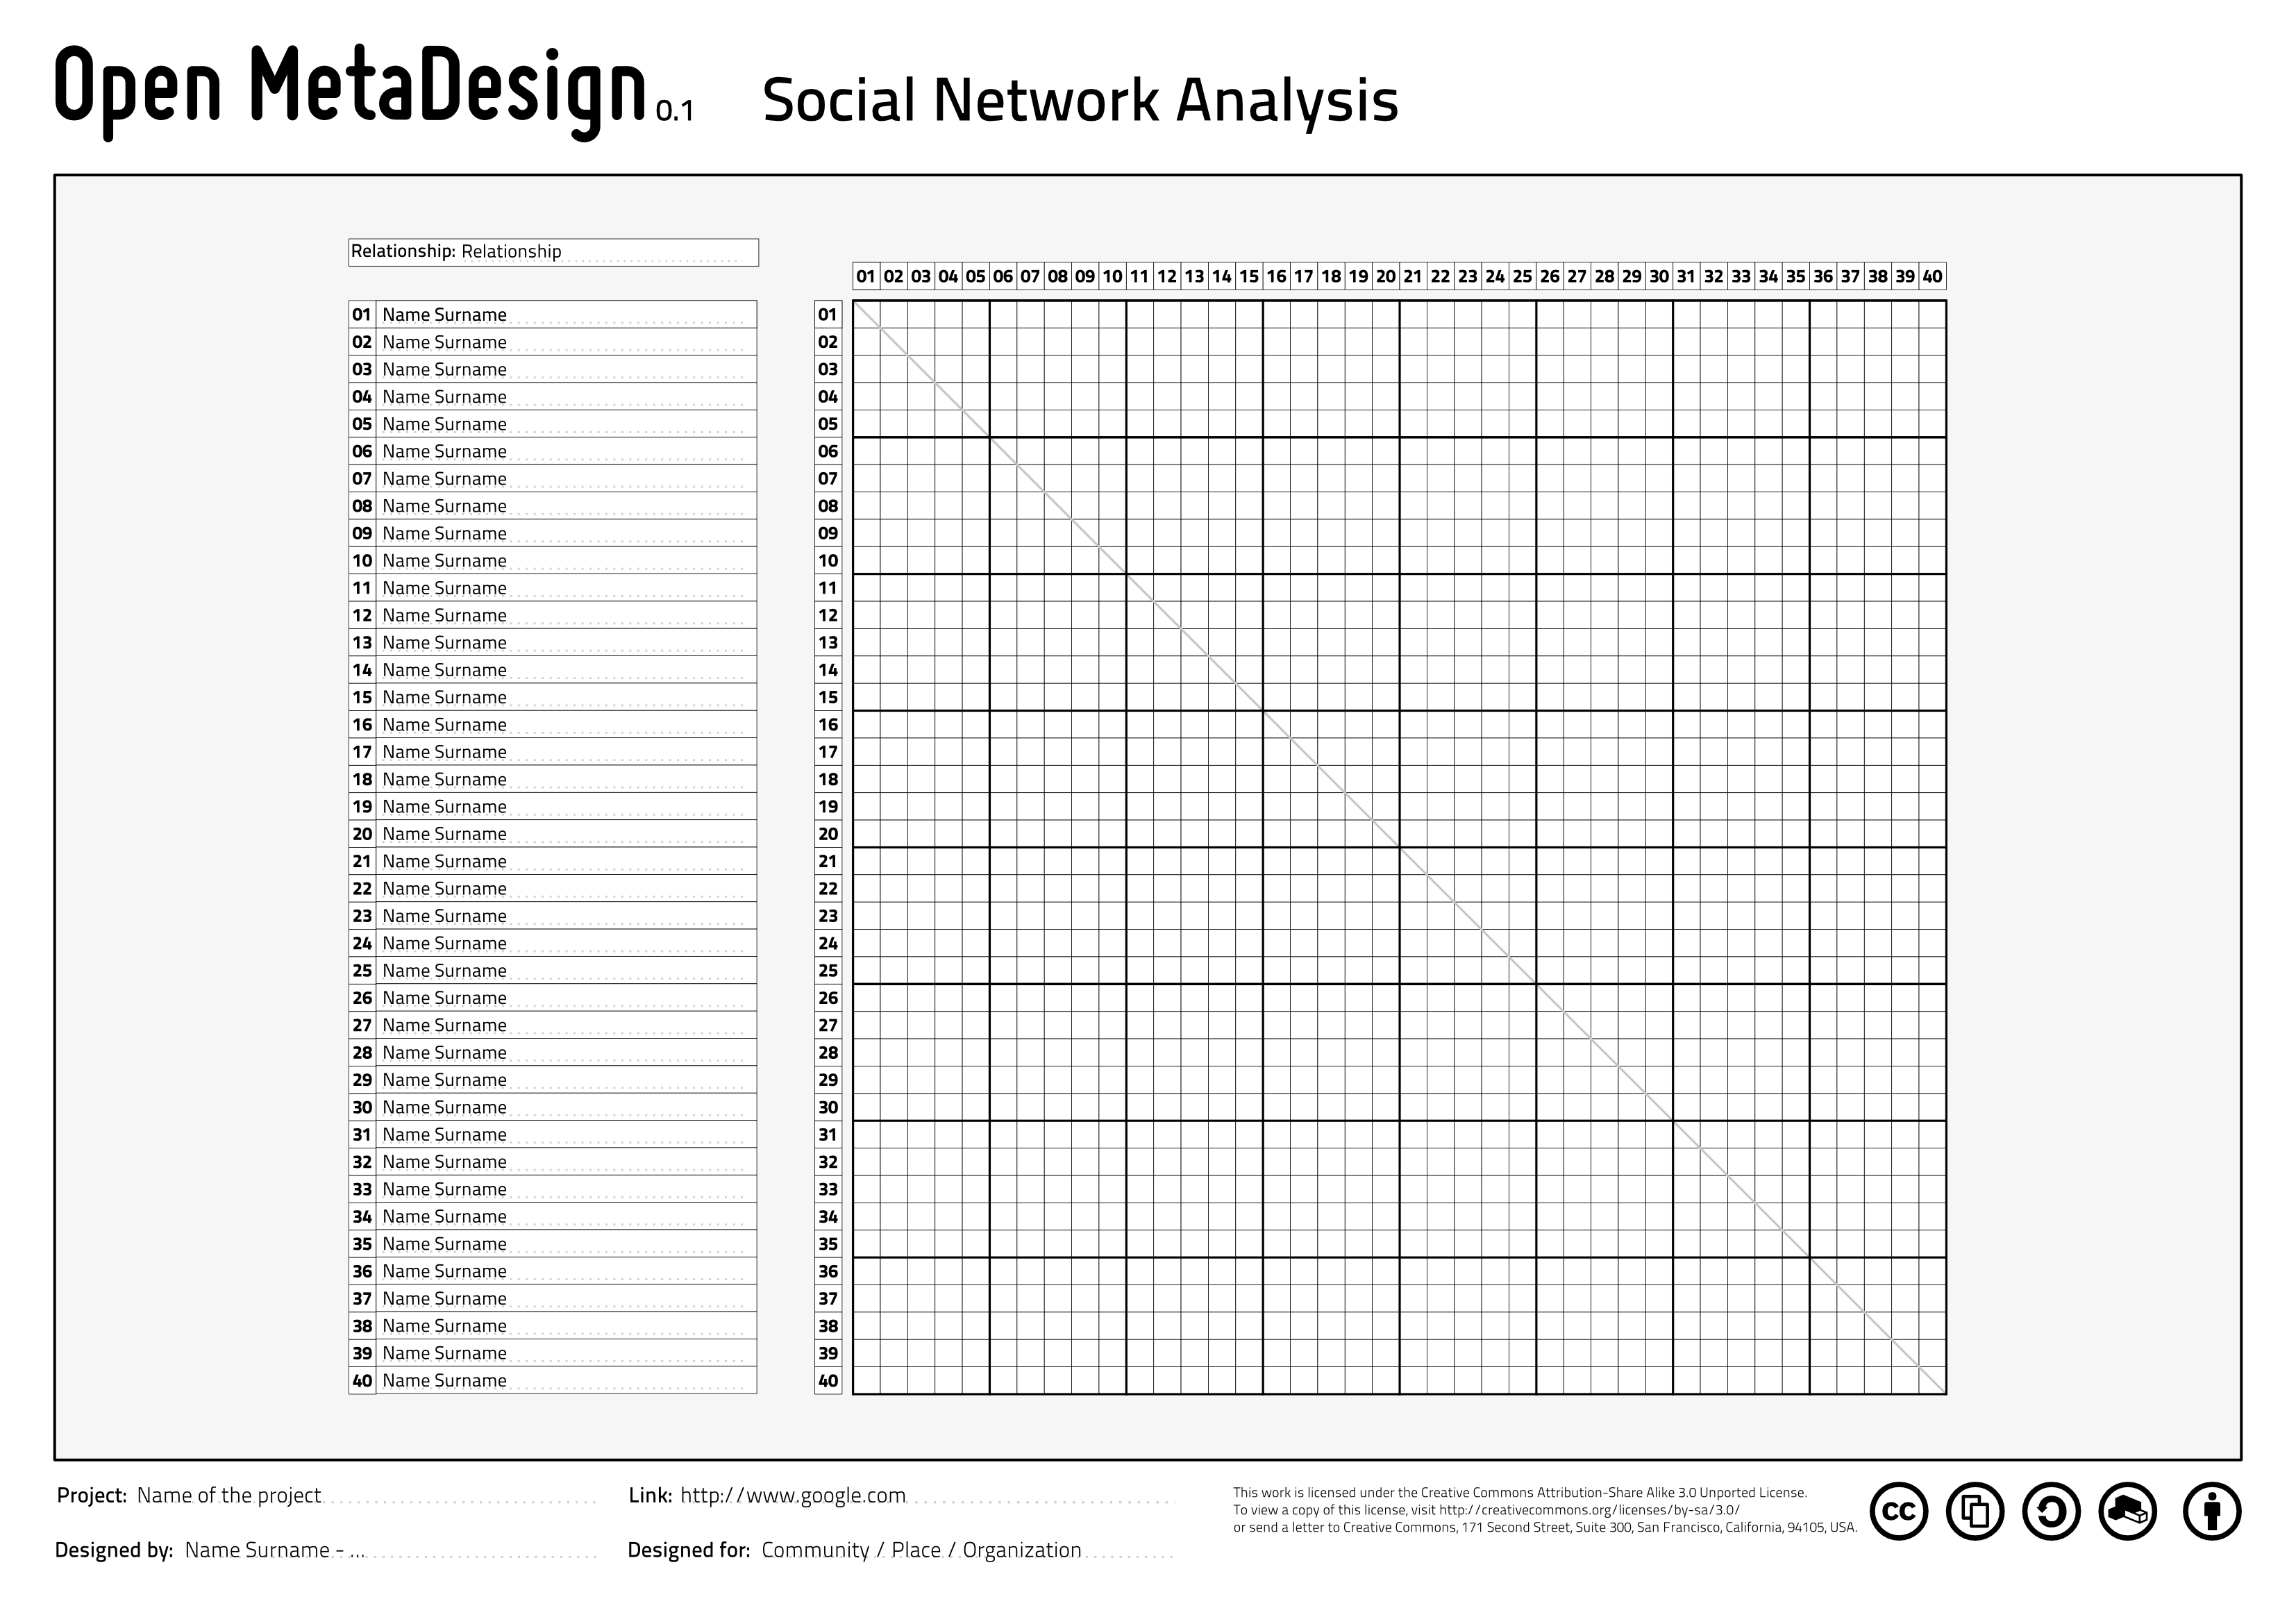 Open MetaDesign 0.1 Social Network Analysis
Relationship: Relationship
01 02 03 04 05 06 07 08 09 10 11 12 13 14 15 16 17 18 19 20 21 22 23 24 25 26 27 28 29 30 31 32 33 34 35 36 37 38 39 40
01 Name Surname 01
02 Name Surname 02
03 Name Surname 03
04 Name Surname 04
05 Name Surname 05
06 Name Surname 06
07 Name Surname 07
08 Name Surname 08
09 Name Surname 09
10 Name Surname 10
11 Name Surname 11
12 Name Surname 12
13 Name Surname 13
14 Name Surname 14
15 Name Surname 15
16 Name Surname 16
17 Name Surname 17
18 Name Surname 18
19 Name Surname 19
20 Name Surname 20
21 Name Surname 21
22 Name Surname 22
23 Name Surname 23
24 Name Surname 24
25 Name Surname 25
26 Name Surname 26
27 Name Surname 27
28 Name Surname 28
29 Name Surname 29
30 Name Surname 30
31 Name Surname 31
32 Name Surname 32
33 Name Surname 33
34 Name Surname 34
35 Name Surname 35
36 Name Surname 36
37 Name Surname 37
38 Name Surname 38
39 Name Surname 39
40 Name Surname 40
Project: Name of the project
Link: http://www.google.com
Designed by: Name Surname - ...
Designed for: Community / Place / Organization
This work is licensed under the Creative Commons Attribution-Share Alike 3.0 Unported License.
To view a copy of this license, visit http://creativecommons.org/licenses/by-sa/3.0/
or send a letter to Creative Commons, 171 Second Street, Suite 300, San Francisco, California, 94105, USA.
cc